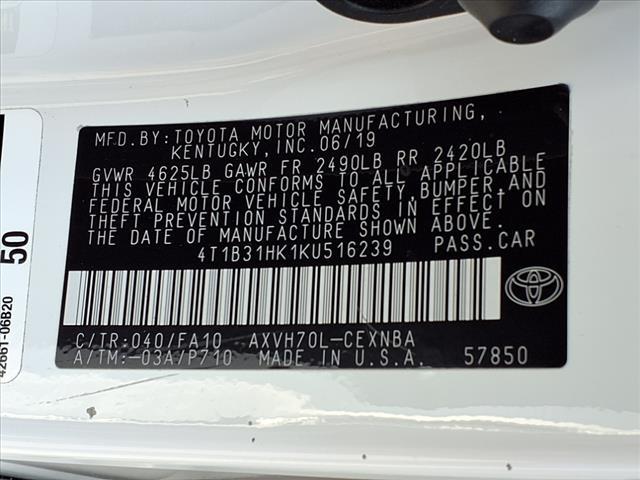 MFD.BY:TOYOTA MOTOR MANUFACTURING,
KENTUCKY, INC.06/19
GVWR 4625LB GAWR FR 2490LB RR 2420LB
THIS VEHICLE CONFORMS TO ALL APPLICABLE
FEDERAL MOTOR VEHICLE SAFETY, BUMPER, AND
THEFT PREVENTION STANDARDS IN EFFECT ON
THE DATE OF MANUFACTURE SHOWN ABOVE.
4T1B31HK1KU516239 PASS.CAR
C/TR:040/FA10 AXVH70L-CEXNBA
A/TM:-03A/P710 MADE IN U.S.A. 57850
50
42661-06B20